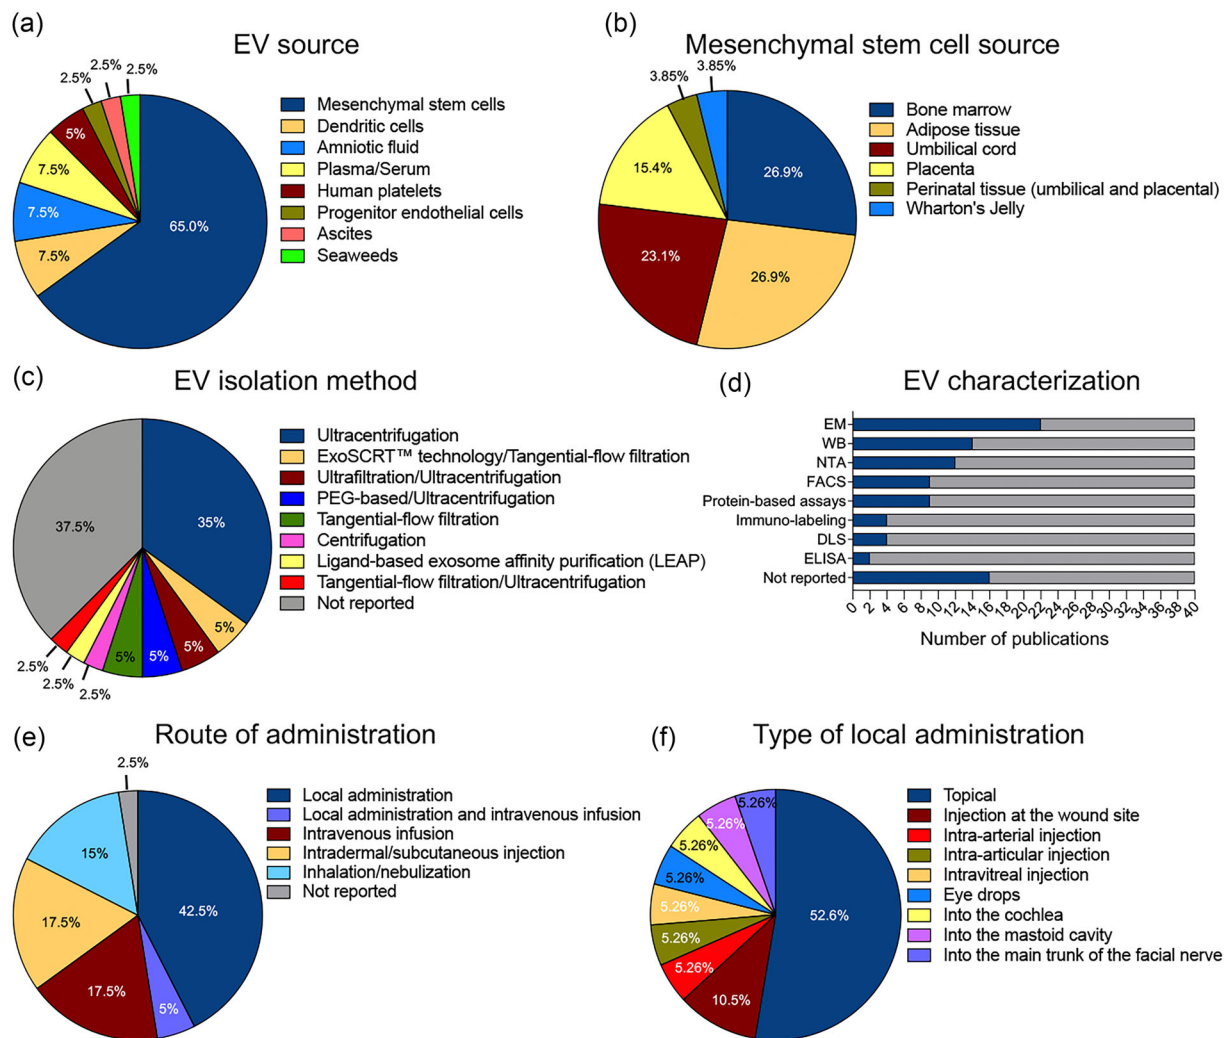 (a)
EV source
2.5%
2.5%
2.5%
5%
7.5%
7.5%
7.5%
65.0%
Mesenchymal stem cells
Dendritic cells
Amniotic fluid
Plasma/Serum
Human platelets
Progenitor endothelial cells
Ascites
Seaweeds
(b)
Mesenchymal stem cell source
3.85%
3.85%
15.4%
26.9%
23.1%
26.9%
Bone marrow
Adipose tissue
Umbilical cord
Placenta
Perinatal tissue (umbilical and placental)
Wharton's Jelly
(c)
EV isolation method
37.5%
35%
5%
5%
5%
5%
2.5%
2.5%
2.5%
Ultracentrifugation
ExoSCRT™ technology/Tangential-flow filtration
Ultrafiltration/Ultracentrifugation
PEG-based/Ultracentrifugation
Tangential-flow filtration
Centrifugation
Ligand-based exosome affinity purification (LEAP)
Tangential-flow filtration/Ultracentrifugation
Not reported
(d)
EV characterization
EM
WB
NTA
FACS
Protein-based assays
Immuno-labeling
DLS
ELISA
Not reported
0 2 4 6 8 10 12 14 16 18 20 22 24 26 28 30 32 34 36 38 40
Number of publications
(e)
Route of administration
2.5%
15%
42.5%
17.5%
17.5%
5%
Local administration
Local administration and intravenous infusion
Intravenous infusion
Intradermal/subcutaneous injection
Inhalation/nebulization
Not reported
(f)
Type of local administration
5.26%
5.26%
5.26%
5.26%
5.26%
5.26%
5.26%
10.5%
52.6%
Topical
Injection at the wound site
Intra-arterial injection
Intra-articular injection
Intravitreal injection
Eye drops
Into the cochlea
Into the mastoid cavity
Into the main trunk of the facial nerve